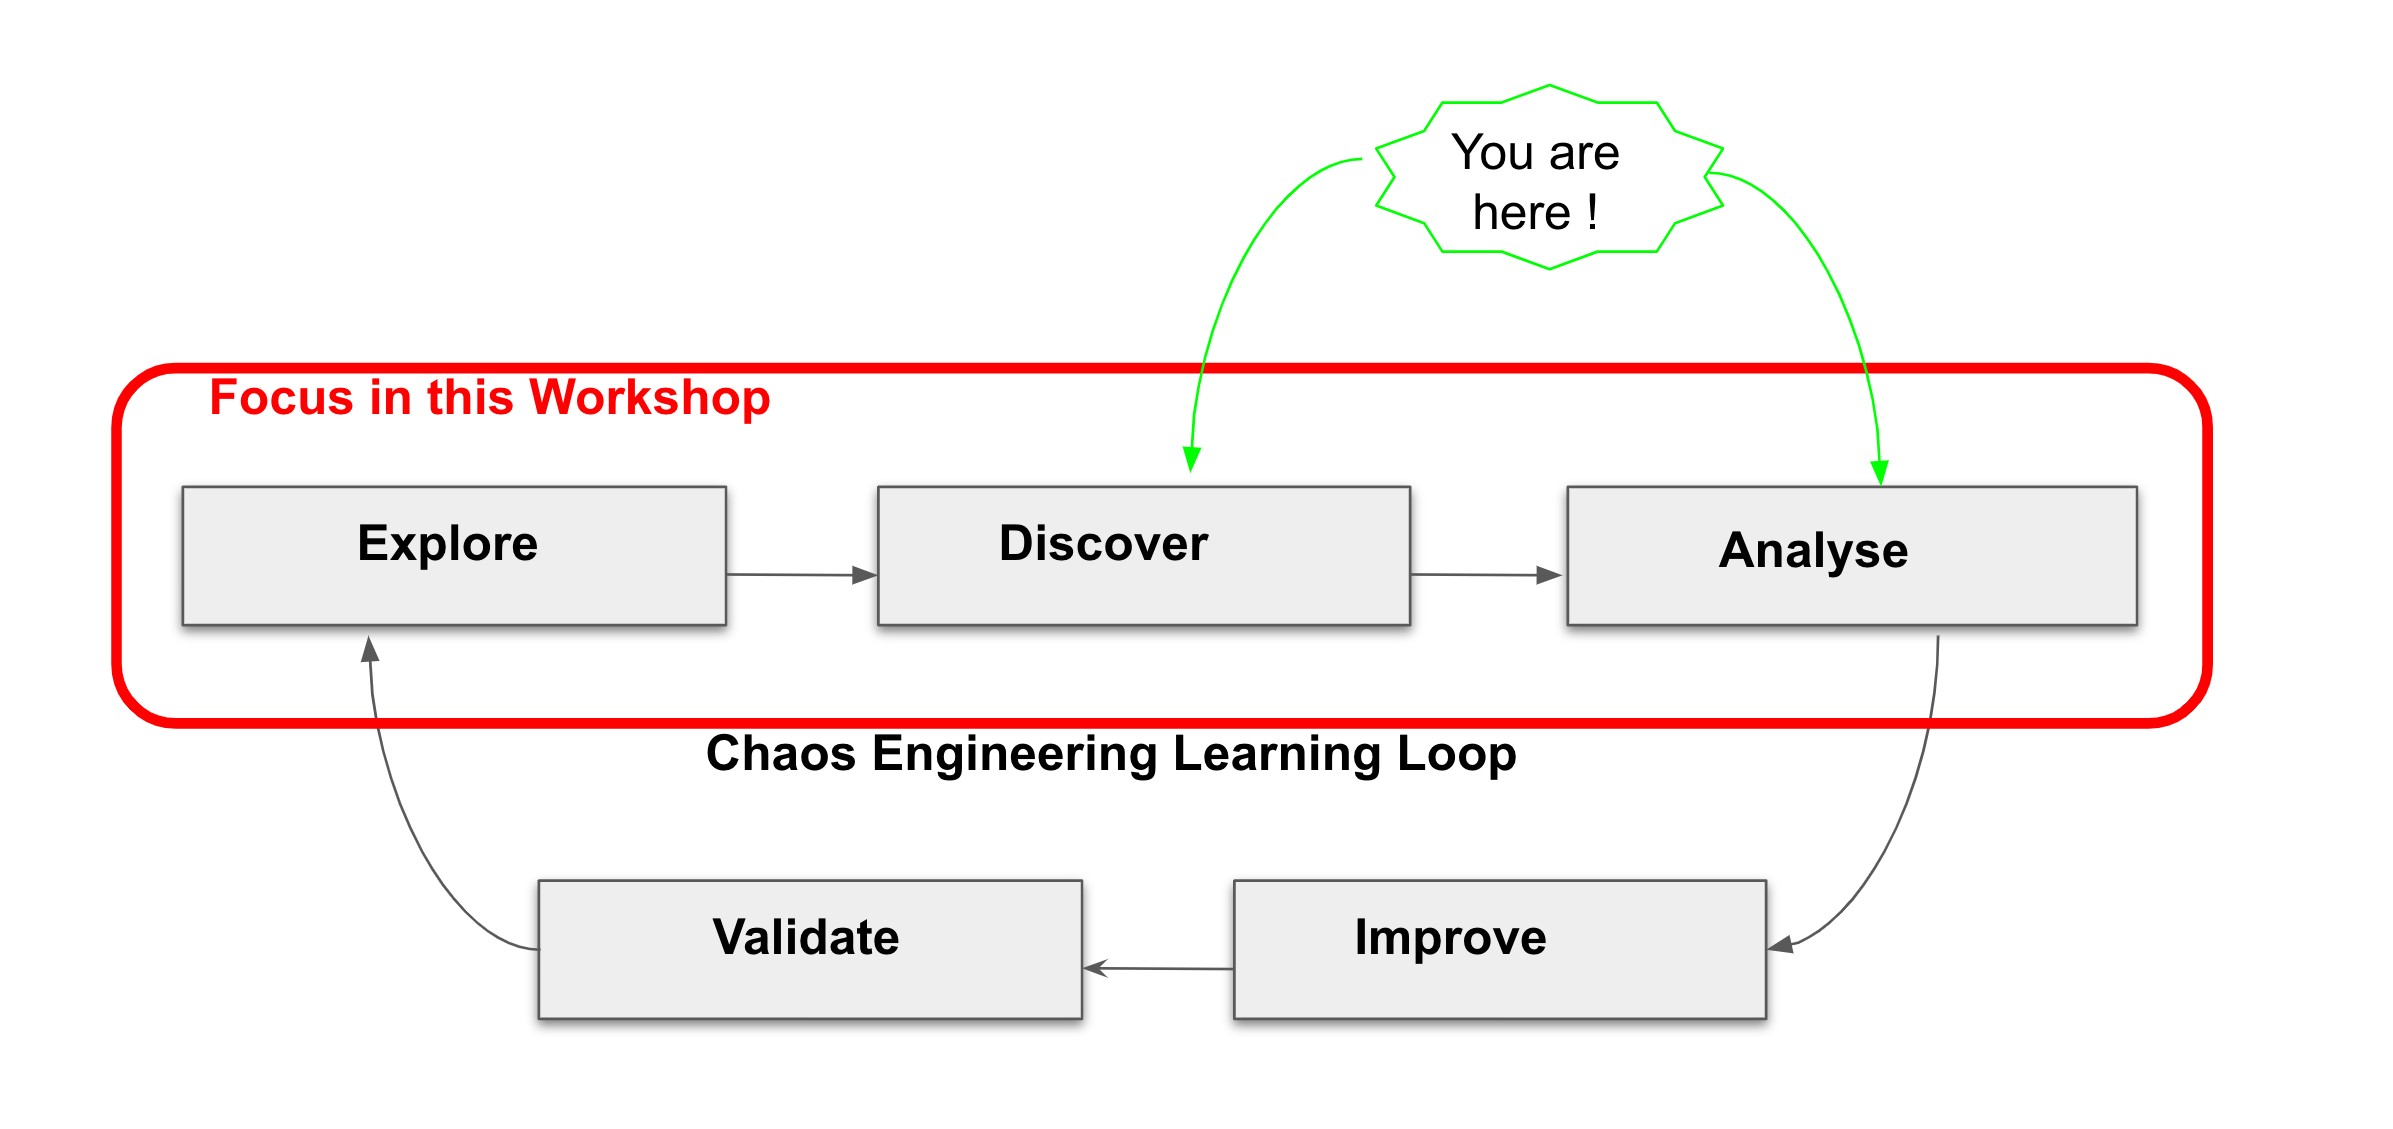 You are
here !
Focus in this Workshop
Explore
Discover
Analyse
Chaos Engineering Learning Loop
Validate
Improve